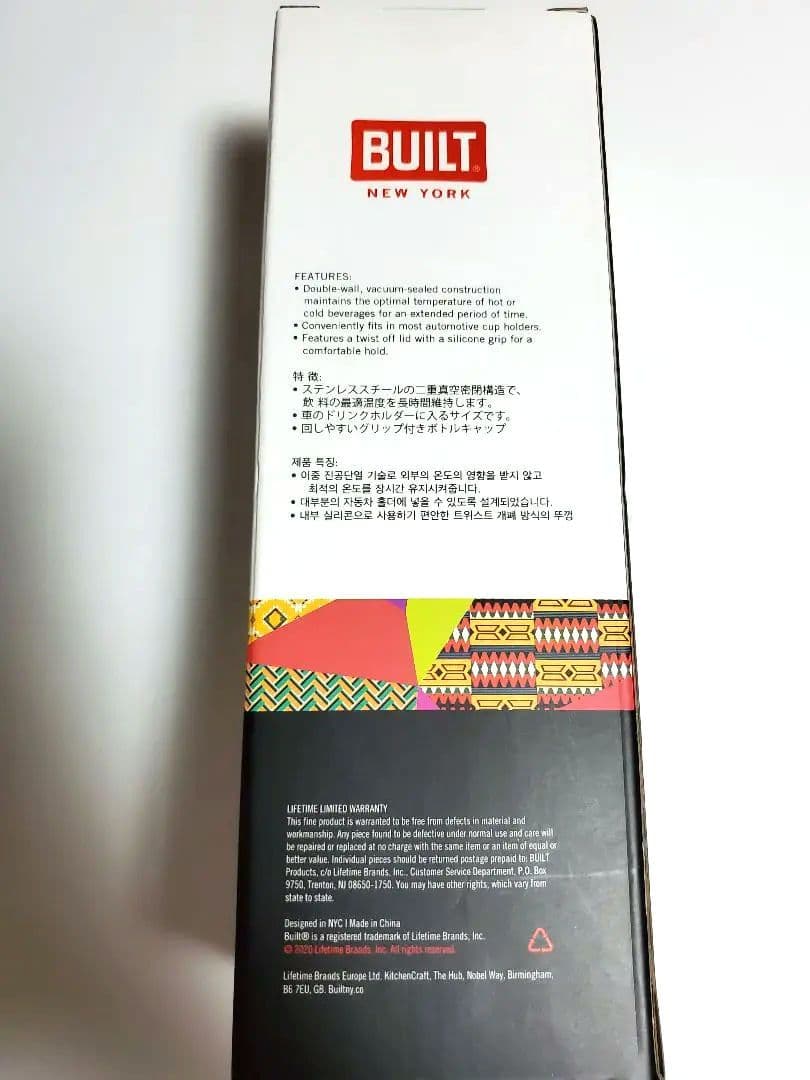 BUILT®
NEW YORK
FEATURES:
• Double-wall, vacuum-sealed construction
maintains the optimal temperature of hot or
cold beverages for an extended period of time.
• Conveniently fits in most automotive cup holders.
• Features a twist off lid with a silicone grip for a
comfortable hold.
特 徴:
• ステンレススチールの二重真空密閉構造で、
飲 料の最適温度を長時間維持します。
• 車のドリンクホルダーに入るサイズです。
• 回しやすいグリップ付きボトルキャップ
제품 특징:
• 이중 진공단열 기술로 외부의 온도의 영향을 받지 않고
최적의 온도를 장시간 유지시켜줍니다.
• 대부분의 자동차 홀더에 넣을 수 있도록 설계되었습니다.
• 내부 실리콘으로 사용하기 편안한 트위스트 개폐 방식의 뚜껑
LIFETIME LIMITED WARRANTY
This fine product is warranted to be free from defects in material and
workmanship. Any piece found to be defective under normal use and care will
be repaired or replaced at no charge with the same item or an item of equal or
better value. Individual pieces should be returned postage prepaid to: BUILT
Products, c/o Lifetime Brands, Inc., Customer Service Department, P.O. Box
9750, Trenton, NJ 08650-1750. You may have other rights, which vary from
state to state.
Designed in NYC | Made in China
Built® is a registered trademark of Lifetime Brands, Inc.
© 2020 Lifetime Brands, Inc. All rights reserved.
Lifetime Brands Europe Ltd. KitchenCraft, The Hub, Nobel Way, Birmingham,
B6 7EU, GB. Builtny.co